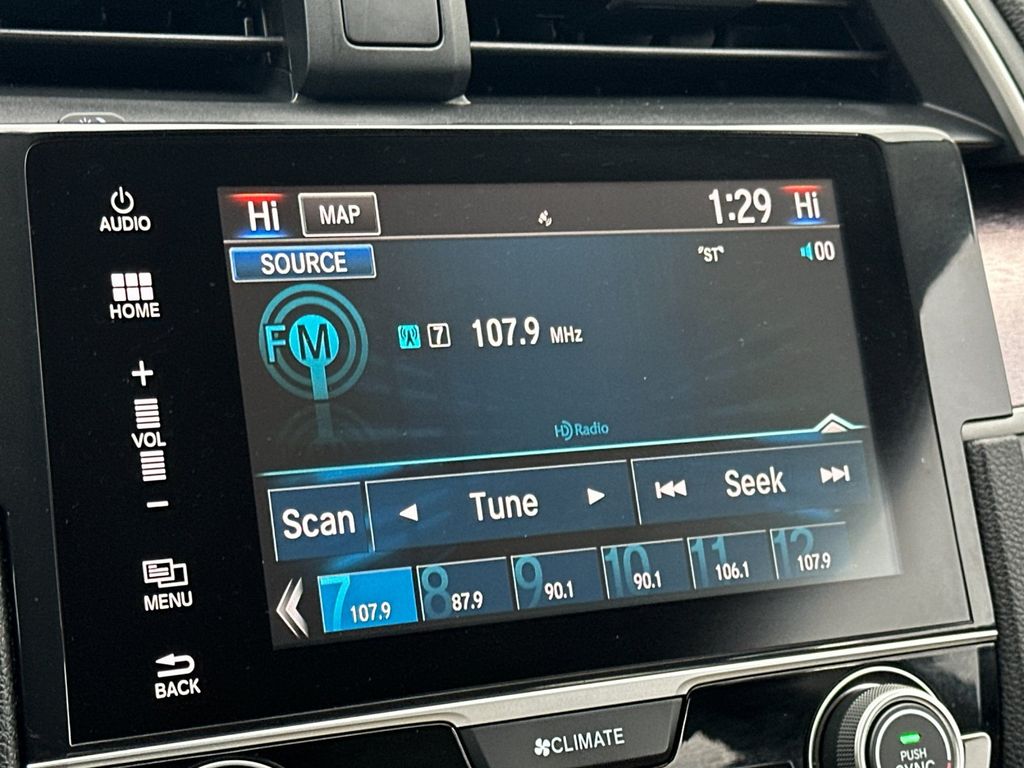 AUDIO
HOME
+
VOL
−
MENU
BACK
Hi MAP 1:29 Hi
SOURCE "ST" 00
FM 7 107.9 MHz
HD Radio
Scan Tune Seek
7 107.9 8 87.9 9 90.1 10 90.1 11 106.1 12 107.9
CLIMATE
PUSH
SYNC